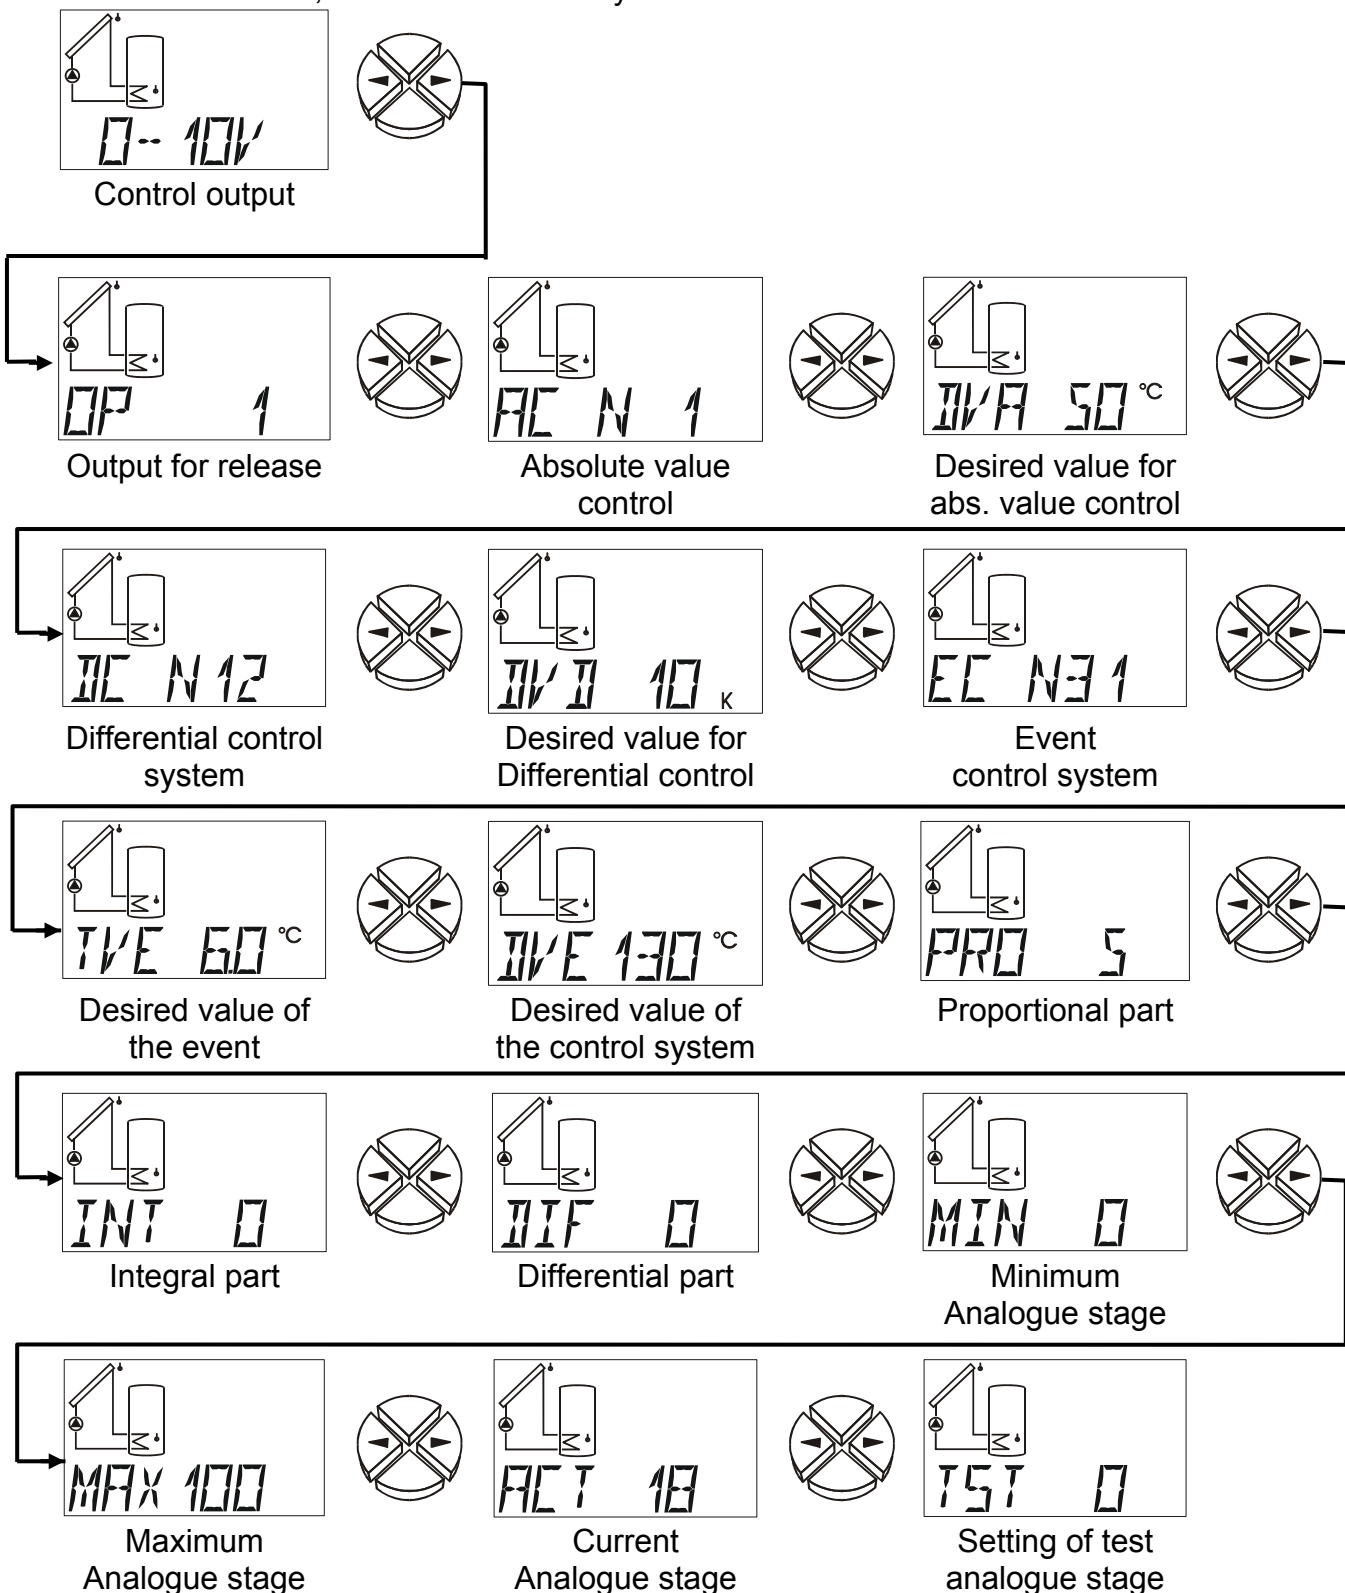 0-10V
Control output
OP 1
AC N 1
DVA 50 °C
Output for release
Absolute value
control
Desired value for
abs. value control
DC N12
DVD 10 K
EC N31
Differential control
system
Desired value for
Differential control
Event
control system
TVE 60 °C
DVE 130 °C
PRO 5
Desired value of
the event
Desired value of
the control system
Proportional part
INT 0
DIF 0
MIN 0
Integral part
Differential part
Minimum
Analogue stage
MAX 100
ACT 18
TST 0
Maximum
Analogue stage
Current
Analogue stage
Setting of test
analogue stage